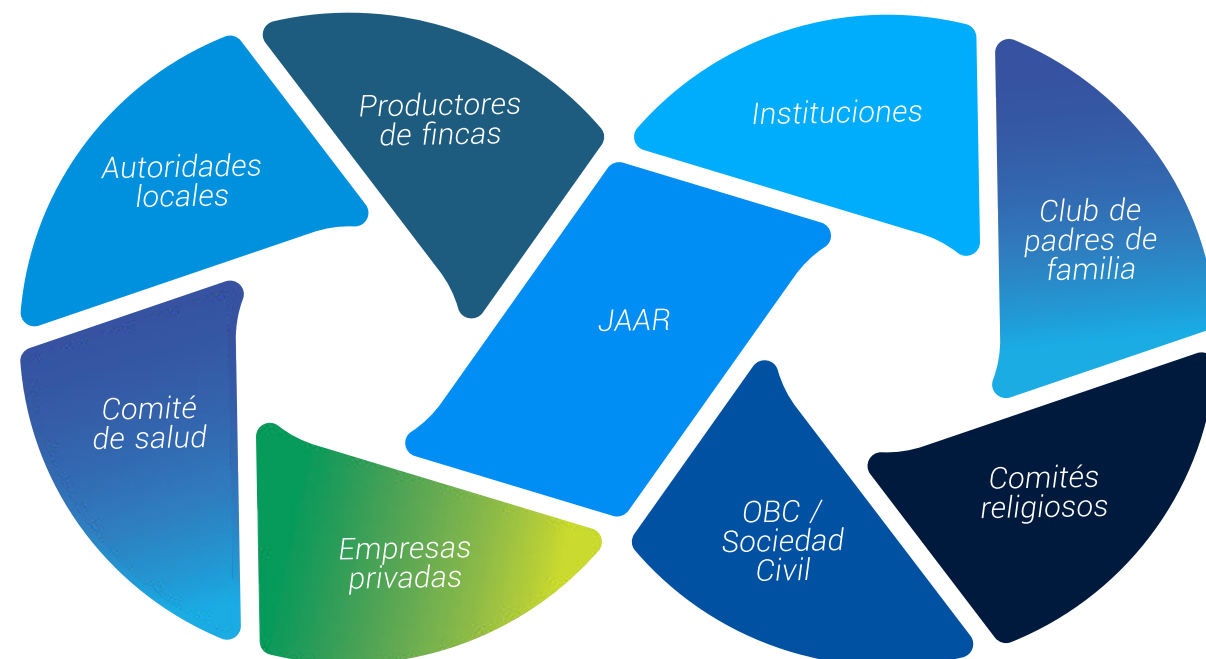 Productores
de fincas
Instituciones
Autoridades
locales
Club de
padres de
familia
JAAR
Comité
de salud
Comités
religiosos
OBC /
Sociedad
Civil
Empresas
privadas